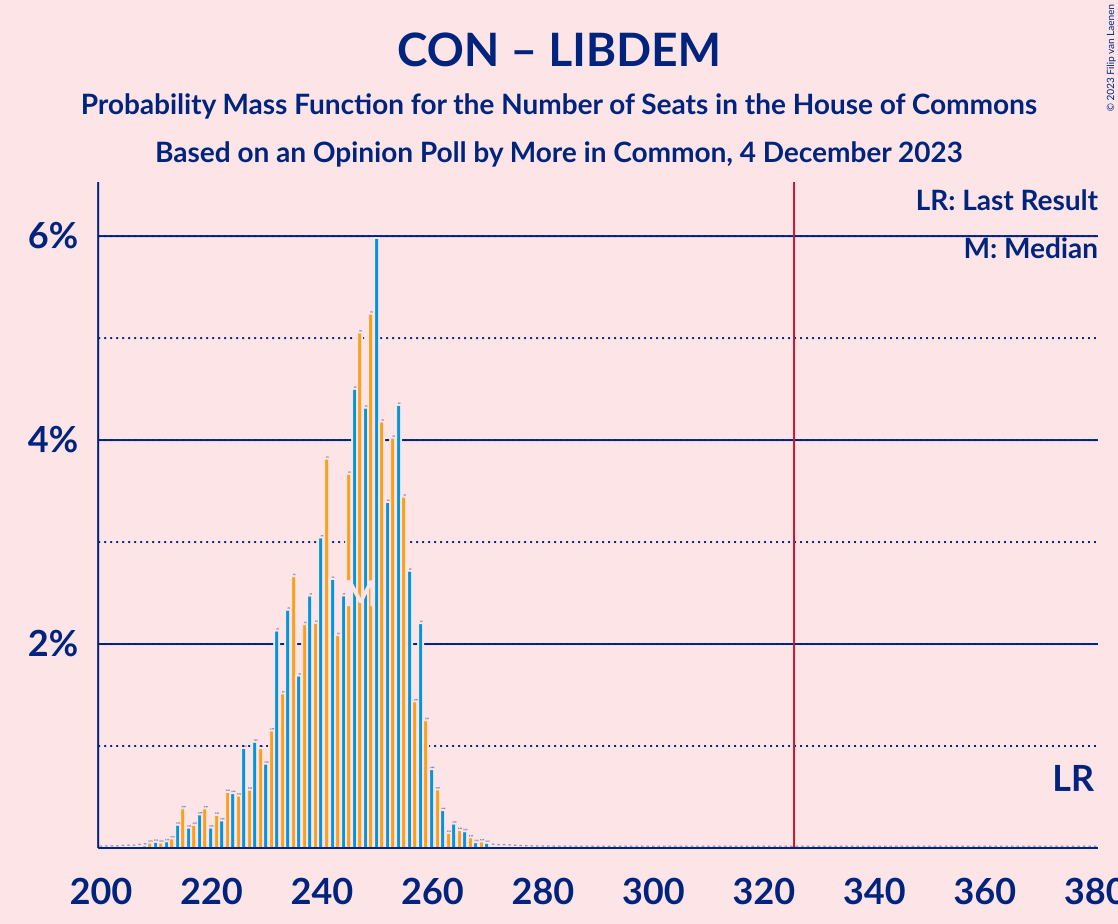 CON – LIBDEM
Probability Mass Function for the Number of Seats in the House of Commons
Based on an Opinion Poll by More in Common, 4 December 2023
© 2023 Filip van Laenen
LR: Last Result
M: Median
6%
4%
2%
M
LR
200 220 240 260 280 300 320 340 360 380